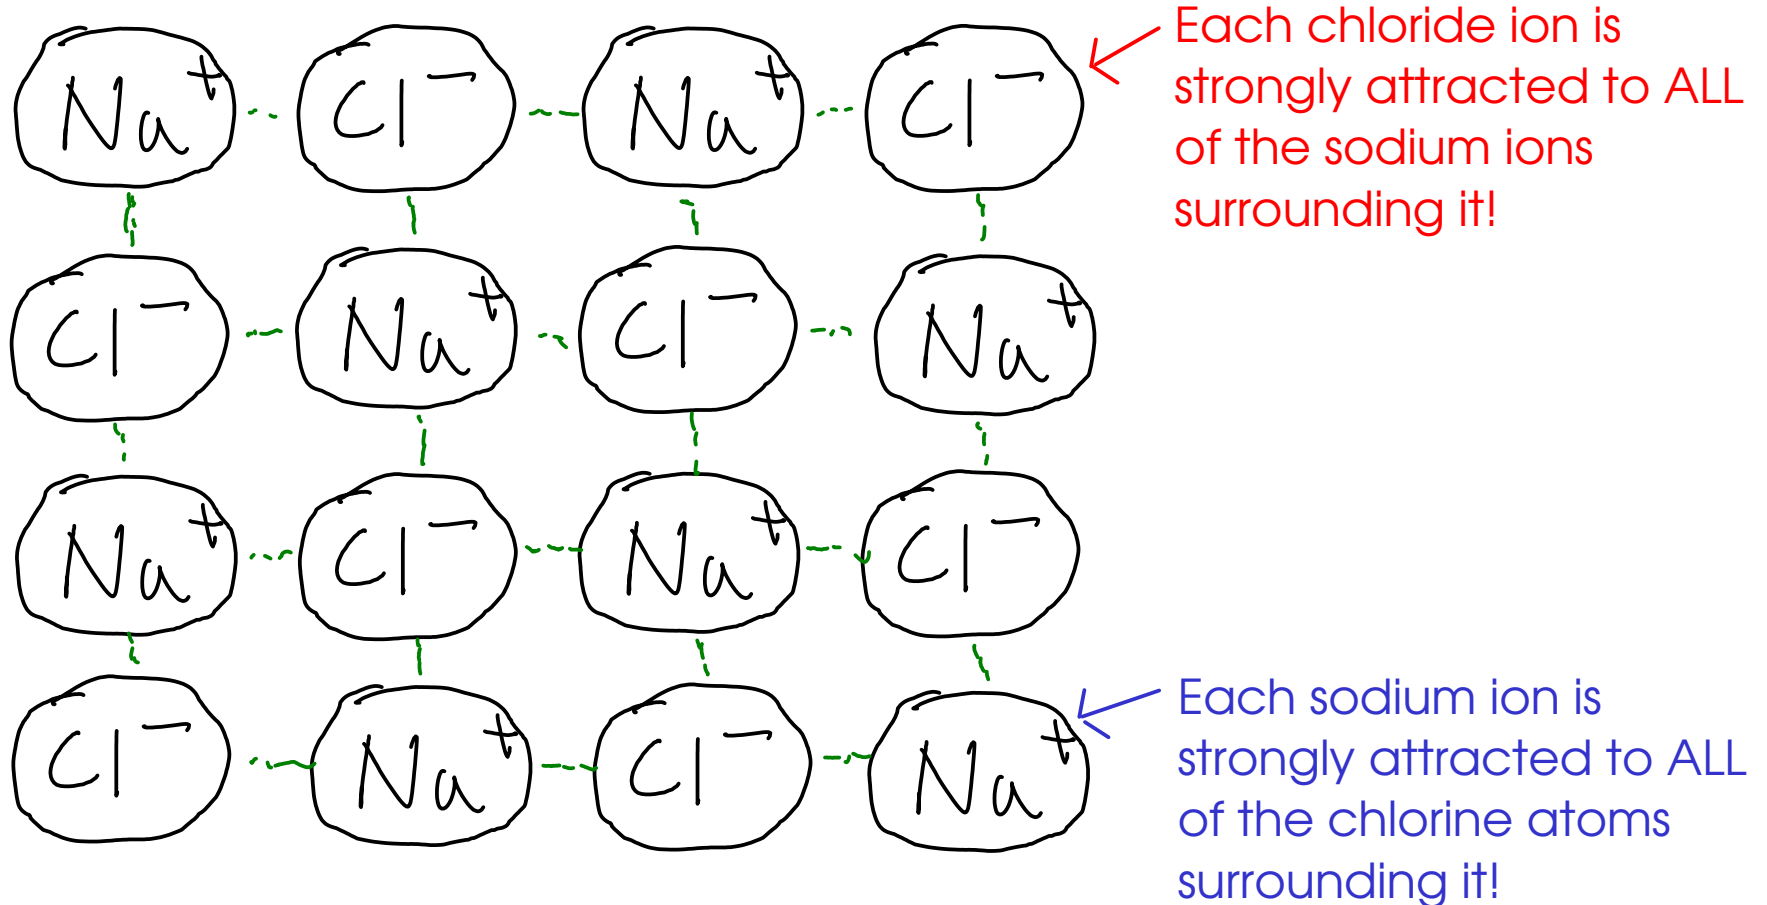 Na+ Cl− Na+ Cl−
Each chloride ion is
strongly attracted to ALL
of the sodium ions
surrounding it!
Cl− Na+ Cl− Na+
Na+ Cl− Na+ Cl−
Cl− Na+ Cl− Na+
Each sodium ion is
strongly attracted to ALL
of the chlorine atoms
surrounding it!